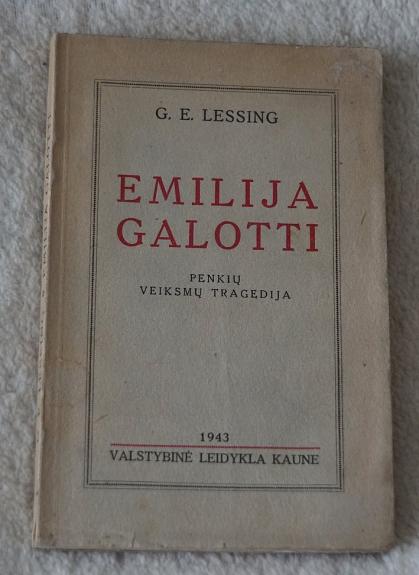 G. E. LESSING
EMILIJA
GALOTTI
PENKIŲ
VEIKSMŲ TRAGEDIJA
1943
VALSTYBINĖ LEIDYKLA KAUNE